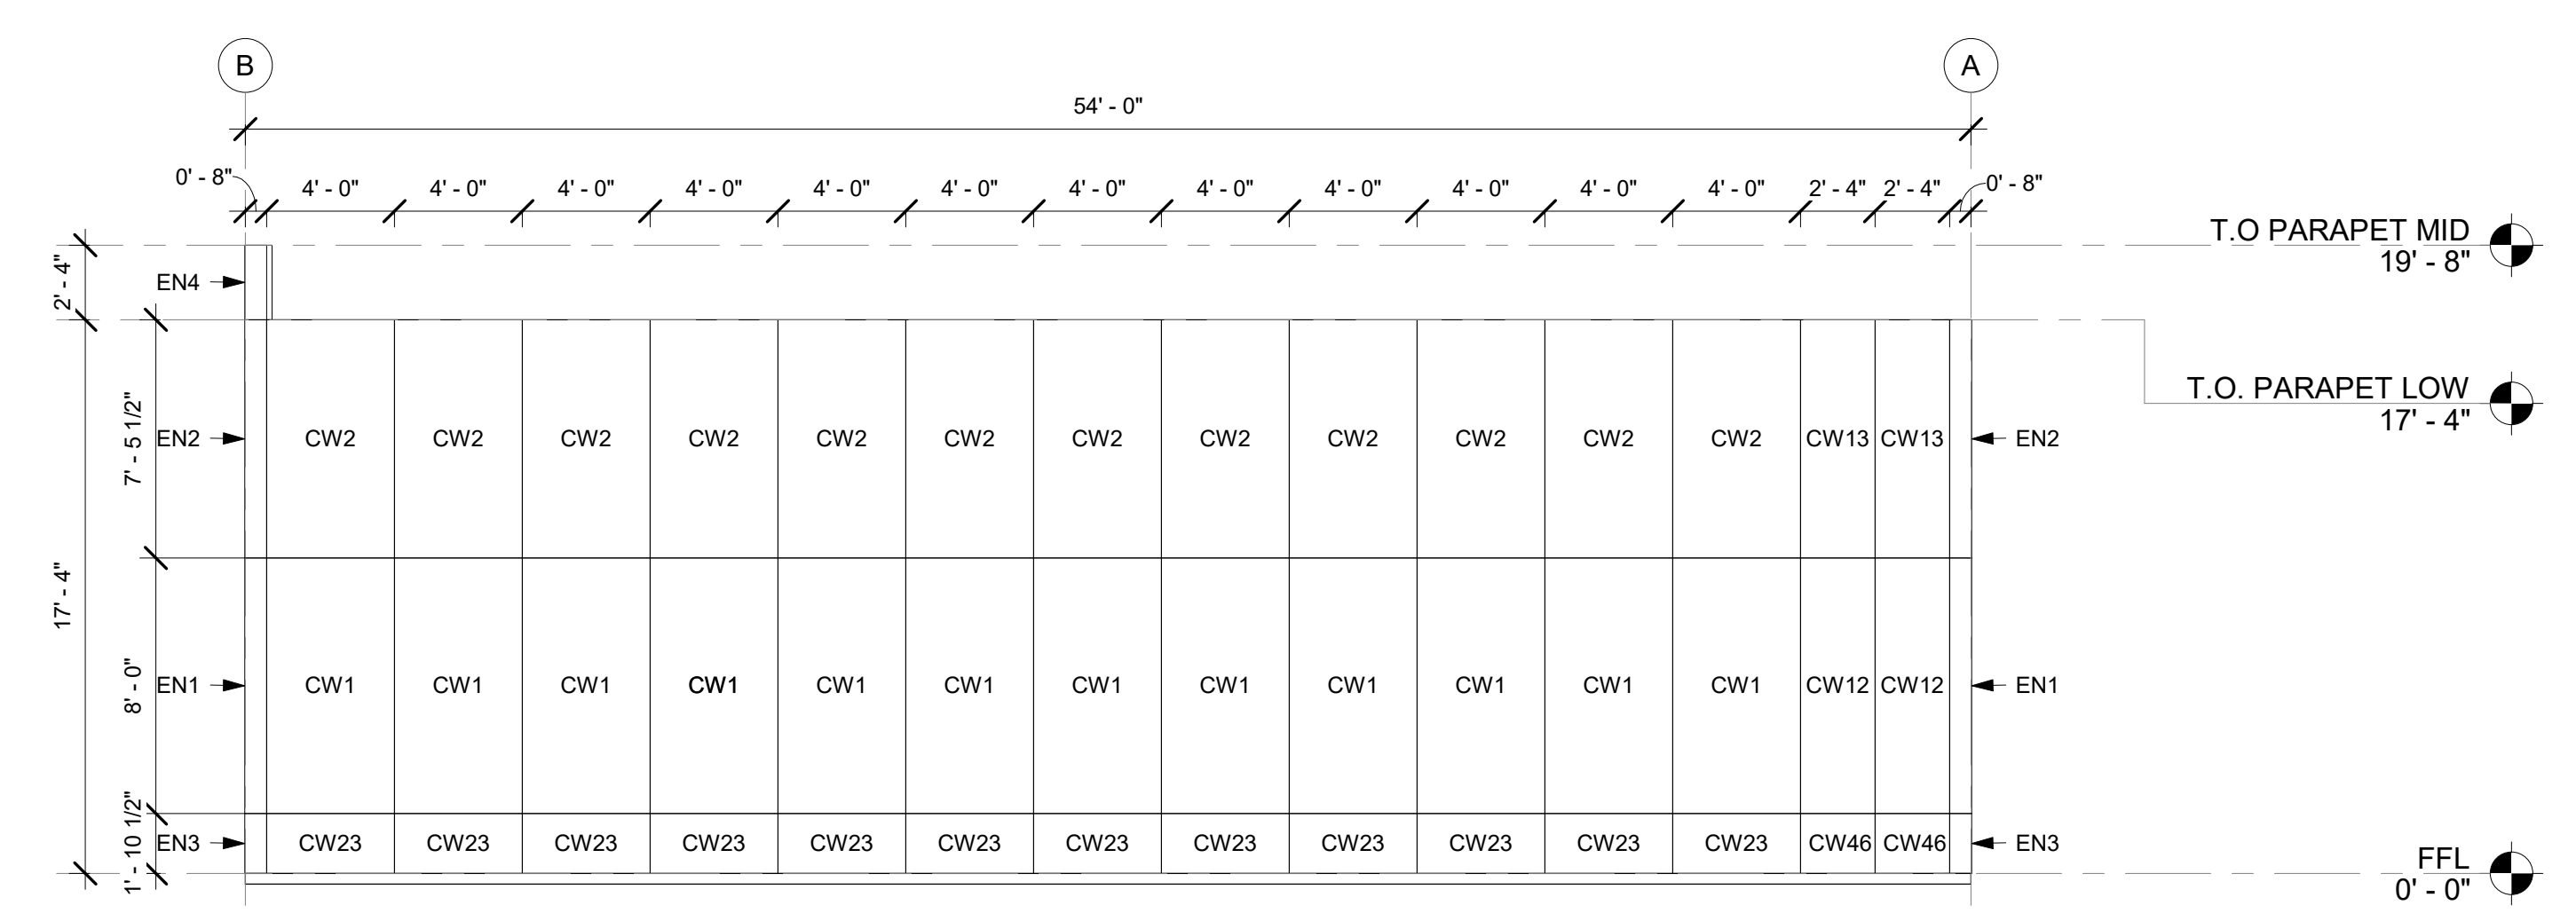 B A
54' - 0"
0' - 8" 4' - 0" 4' - 0" 4' - 0" 4' - 0" 4' - 0" 4' - 0" 4' - 0" 4' - 0" 4' - 0" 4' - 0" 4' - 0" 4' - 0" 2' - 4" 2' - 4" 0' - 8"
T.O PARAPET MID
19' - 8"
2' - 4"
EN4
T.O. PARAPET LOW
17' - 4"
7' - 5 1/2"
EN2 CW2 CW2 CW2 CW2 CW2 CW2 CW2 CW2 CW2 CW2 CW2 CW2 CW13 CW13 EN2
17' - 4"
8' - 0"
EN1 CW1 CW1 CW1 CW1 CW1 CW1 CW1 CW1 CW1 CW1 CW1 CW1 CW12 CW12 EN1
1' - 10 1/2"
EN3 CW23 CW23 CW23 CW23 CW23 CW23 CW23 CW23 CW23 CW23 CW23 CW23 CW46 CW46 EN3
FFL
0' - 0"